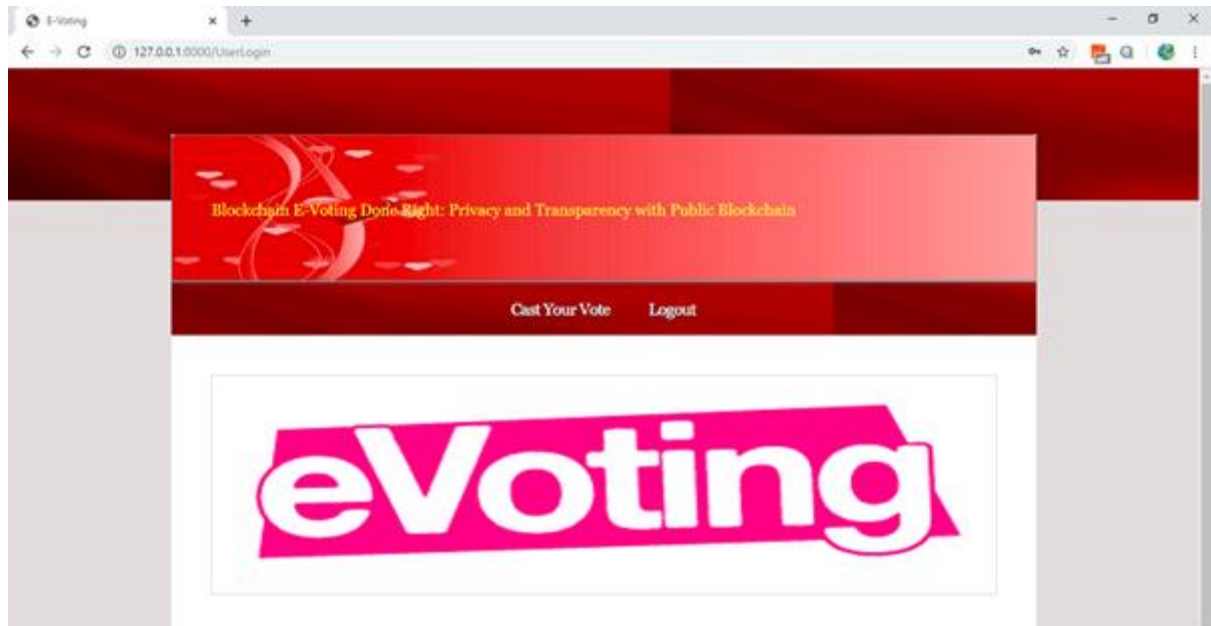 E-Voting
127.0.0.1:8000/UserLogin
Blockchain E-Voting Done Right: Privacy and Transparency with Public Blockchain
Cast Your Vote Logout
eVoting